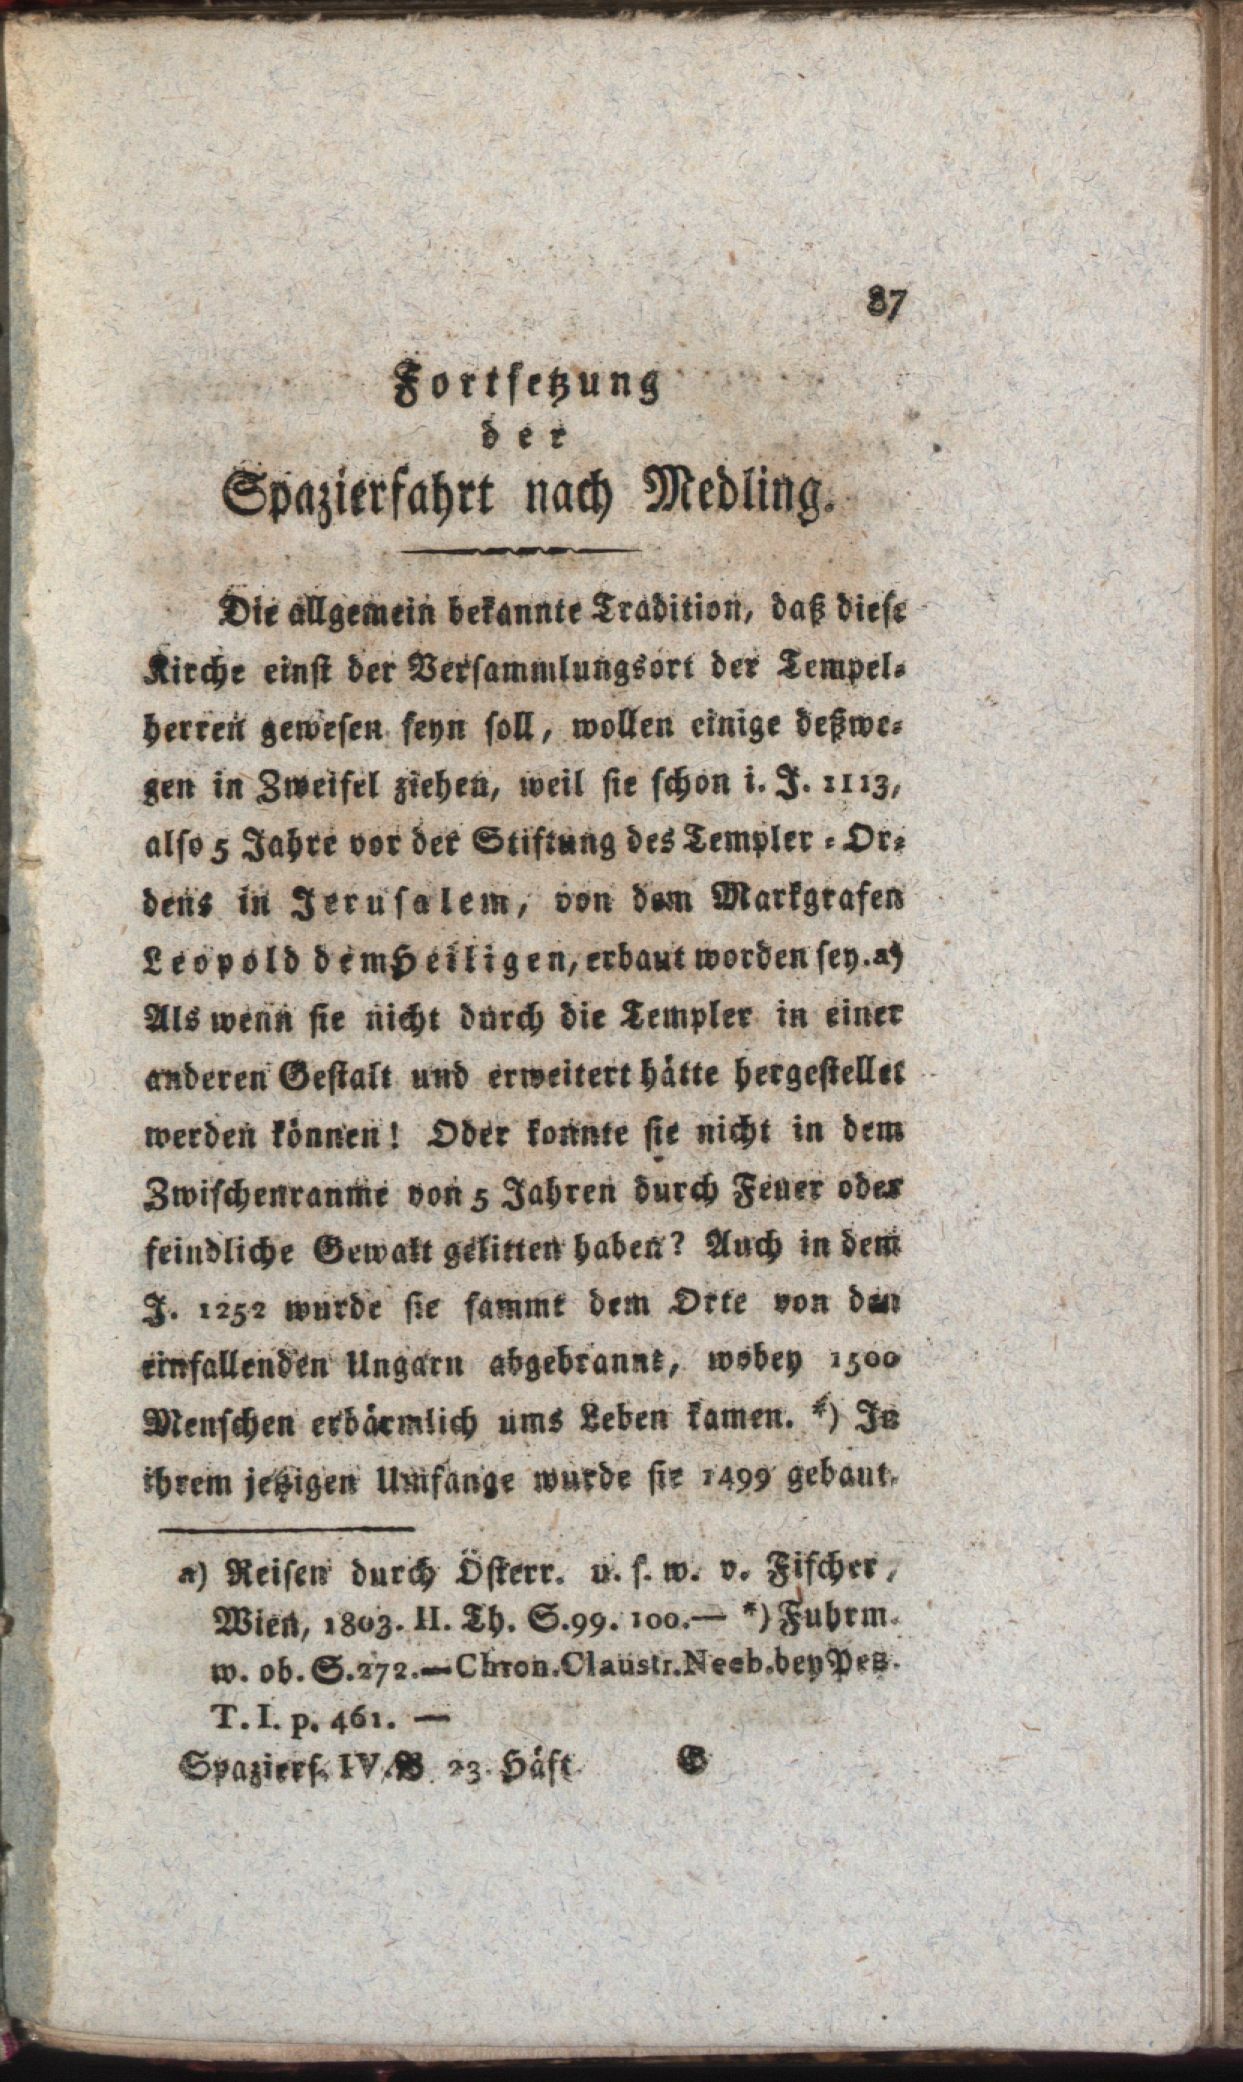 87
Fortsetzung
der
Spazierfahrt nach Medling.
Die allgemein bekannte Tradition, daß diese
Kirche einst der Versammlungsort der Tempel-
herren gewesen seyn soll, wollen einige deßwe-
gen in Zweifel ziehen, weil sie schon i. J. 1113,
also 5 Jahre vor der Stiftung des Templer-Or-
dens in Jerusalem, von dem Markgrafen
Leopold dem Heiligen, erbaut worden sey. a)
Als wenn sie nicht durch die Templer in einer
anderen Gestalt und erweitert hätte hergestellet
werden können! Oder konnte sie nicht in dem
Zwischenranme von 5 Jahren durch Feuer oder
feindliche Gewalt gelitten haben? Auch in dem
J. 1252 wurde sie sammt dem Orte von den
einfallenden Ungarn abgebrannt, wobey 1500
Menschen erbärmlich ums Leben kamen. *) In
ihrem jetzigen Umfange wurde sie 1499 gebaut.
a) Reisen durch Österr. u. s. w. v. Fischer,
Wien, 1803. II. Th. S. 99. 100. — *) Fuhrm.
w. ob. S. 272. — Chron. Claustr. Neob. bey Pez.
T. I. p. 461. —
Spazierf. IV. B 23 Häft E